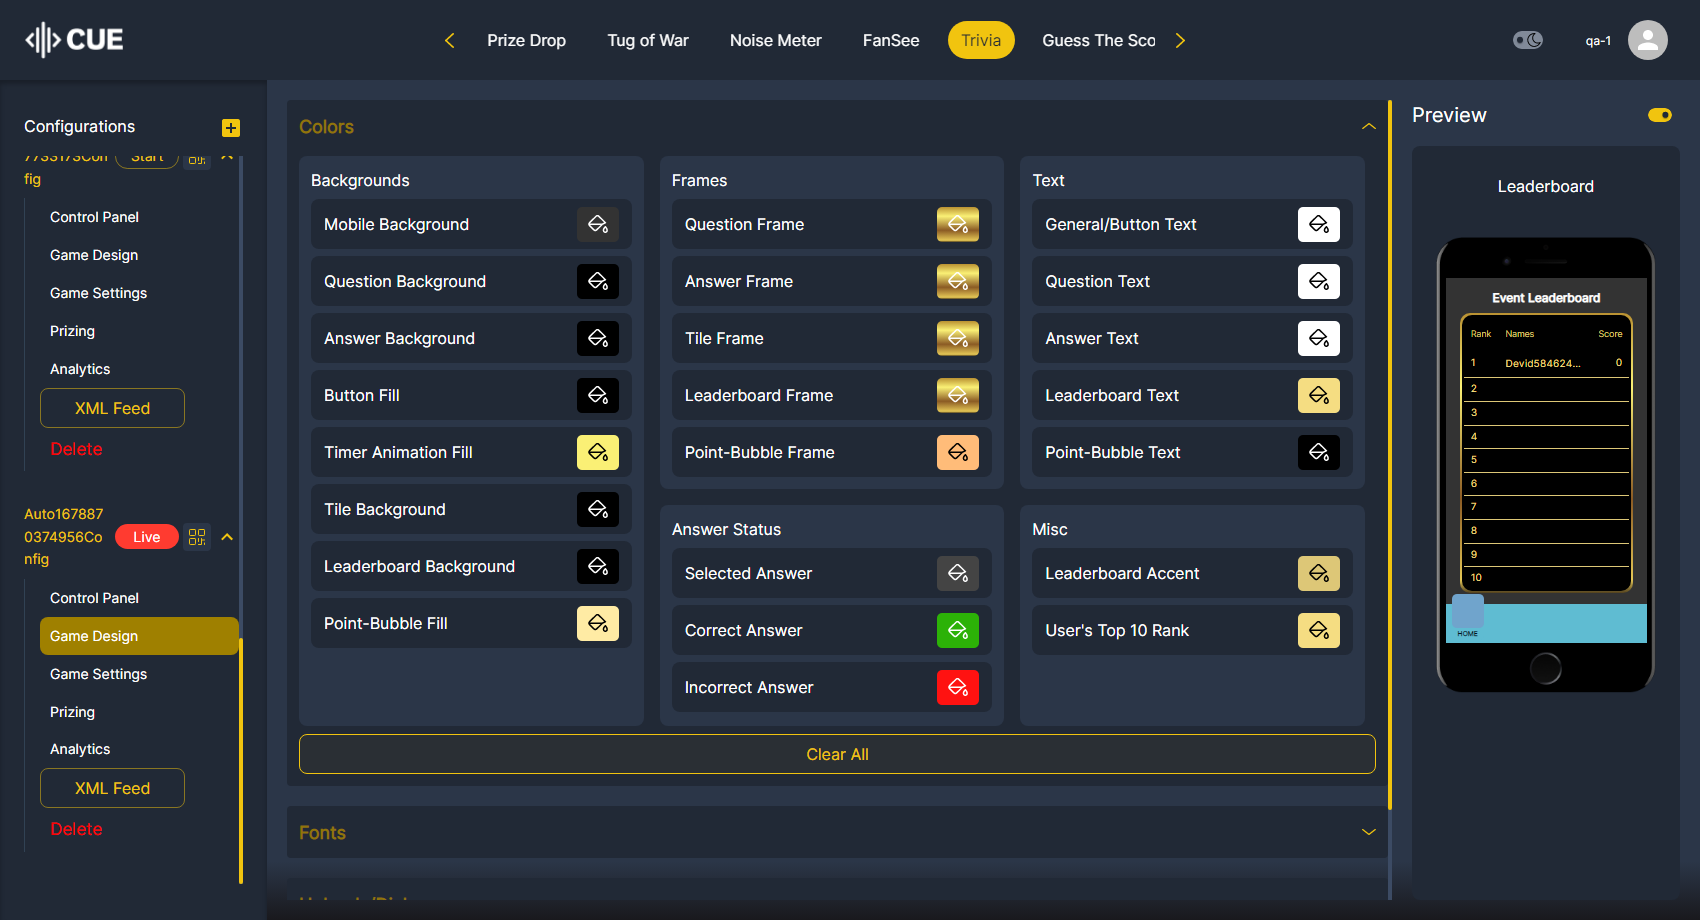 CUE
Prize Drop
Tug of War
Noise Meter
FanSee
Trivia
Guess The Sco
qa-1
Configurations
7733173Con
fig
Start
Control Panel
Game Design
Game Settings
Prizing
Analytics
XML Feed
Delete
Auto167887
0374956Co
nfig
Live
Control Panel
Game Design
Game Settings
Prizing
Analytics
XML Feed
Delete
Colors
Backgrounds
Mobile Background
Question Background
Answer Background
Button Fill
Timer Animation Fill
Tile Background
Leaderboard Background
Point-Bubble Fill
Frames
Question Frame
Answer Frame
Tile Frame
Leaderboard Frame
Point-Bubble Frame
Text
General/Button Text
Question Text
Answer Text
Leaderboard Text
Point-Bubble Text
Answer Status
Selected Answer
Correct Answer
Incorrect Answer
Misc
Leaderboard Accent
User's Top 10 Rank
Clear All
Fonts
Preview
Leaderboard
Event Leaderboard
Rank Names Score
1 Devid584624... 0
2
3
4
5
6
7
8
9
10
HOME